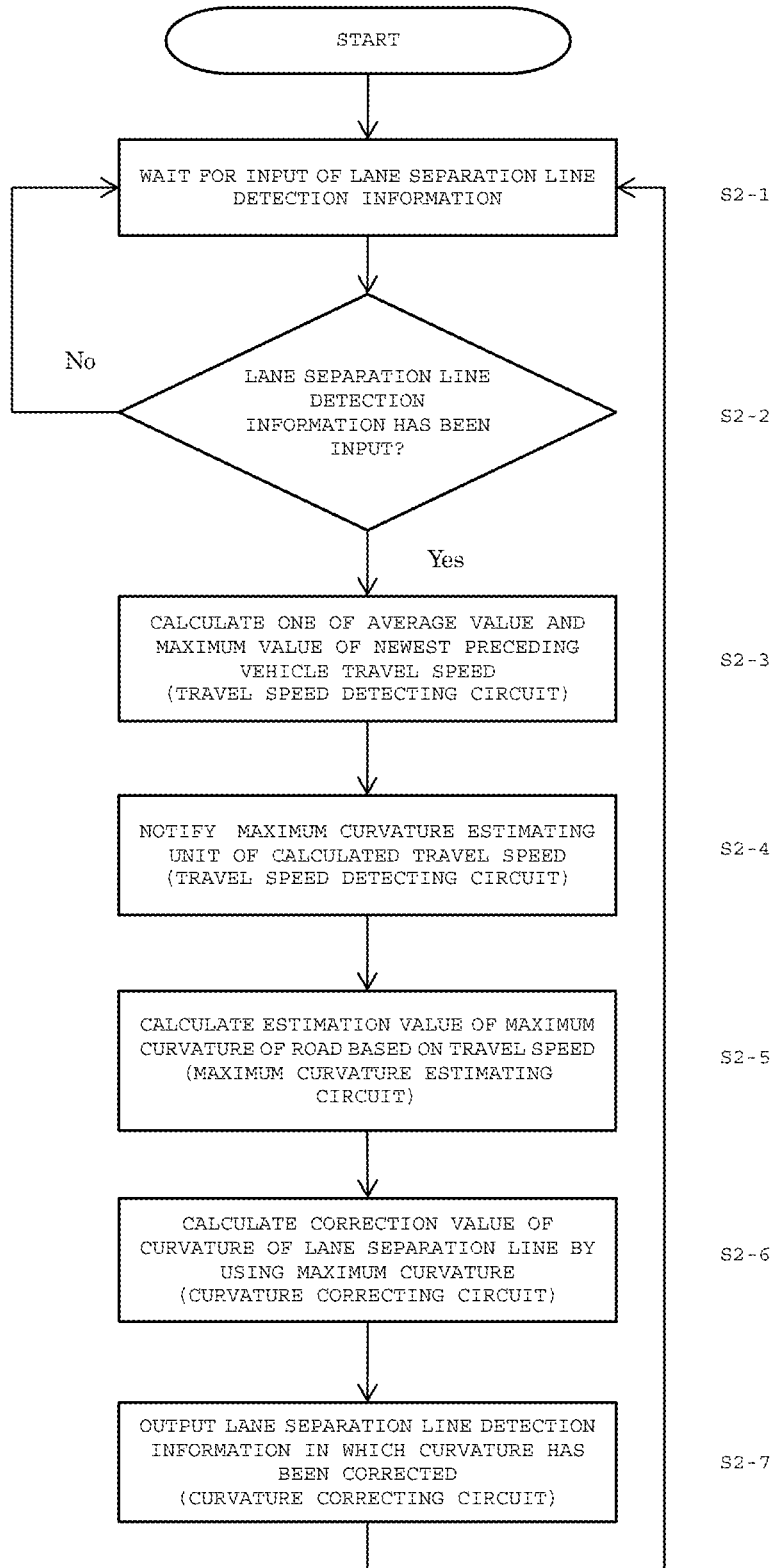 START
WAIT FOR INPUT OF LANE SEPARATION LINE
DETECTION INFORMATION
S2-1
No
LANE SEPARATION LINE
DETECTION
INFORMATION HAS BEEN
INPUT?
S2-2
Yes
CALCULATE ONE OF AVERAGE VALUE AND
MAXIMUM VALUE OF NEWEST PRECEDING
VEHICLE TRAVEL SPEED
(TRAVEL SPEED DETECTING CIRCUIT)
S2-3
NOTIFY MAXIMUM CURVATURE ESTIMATING
UNIT OF CALCULATED TRAVEL SPEED
(TRAVEL SPEED DETECTING CIRCUIT)
S2-4
CALCULATE ESTIMATION VALUE OF MAXIMUM
CURVATURE OF ROAD BASED ON TRAVEL SPEED
(MAXIMUM CURVATURE ESTIMATING
CIRCUIT)
S2-5
CALCULATE CORRECTION VALUE OF
CURVATURE OF LANE SEPARATION LINE BY
USING MAXIMUM CURVATURE
(CURVATURE CORRECTING CIRCUIT)
S2-6
OUTPUT LANE SEPARATION LINE DETECTION
INFORMATION IN WHICH CURVATURE HAS
BEEN CORRECTED
(CURVATURE CORRECTING CIRCUIT)
S2-7